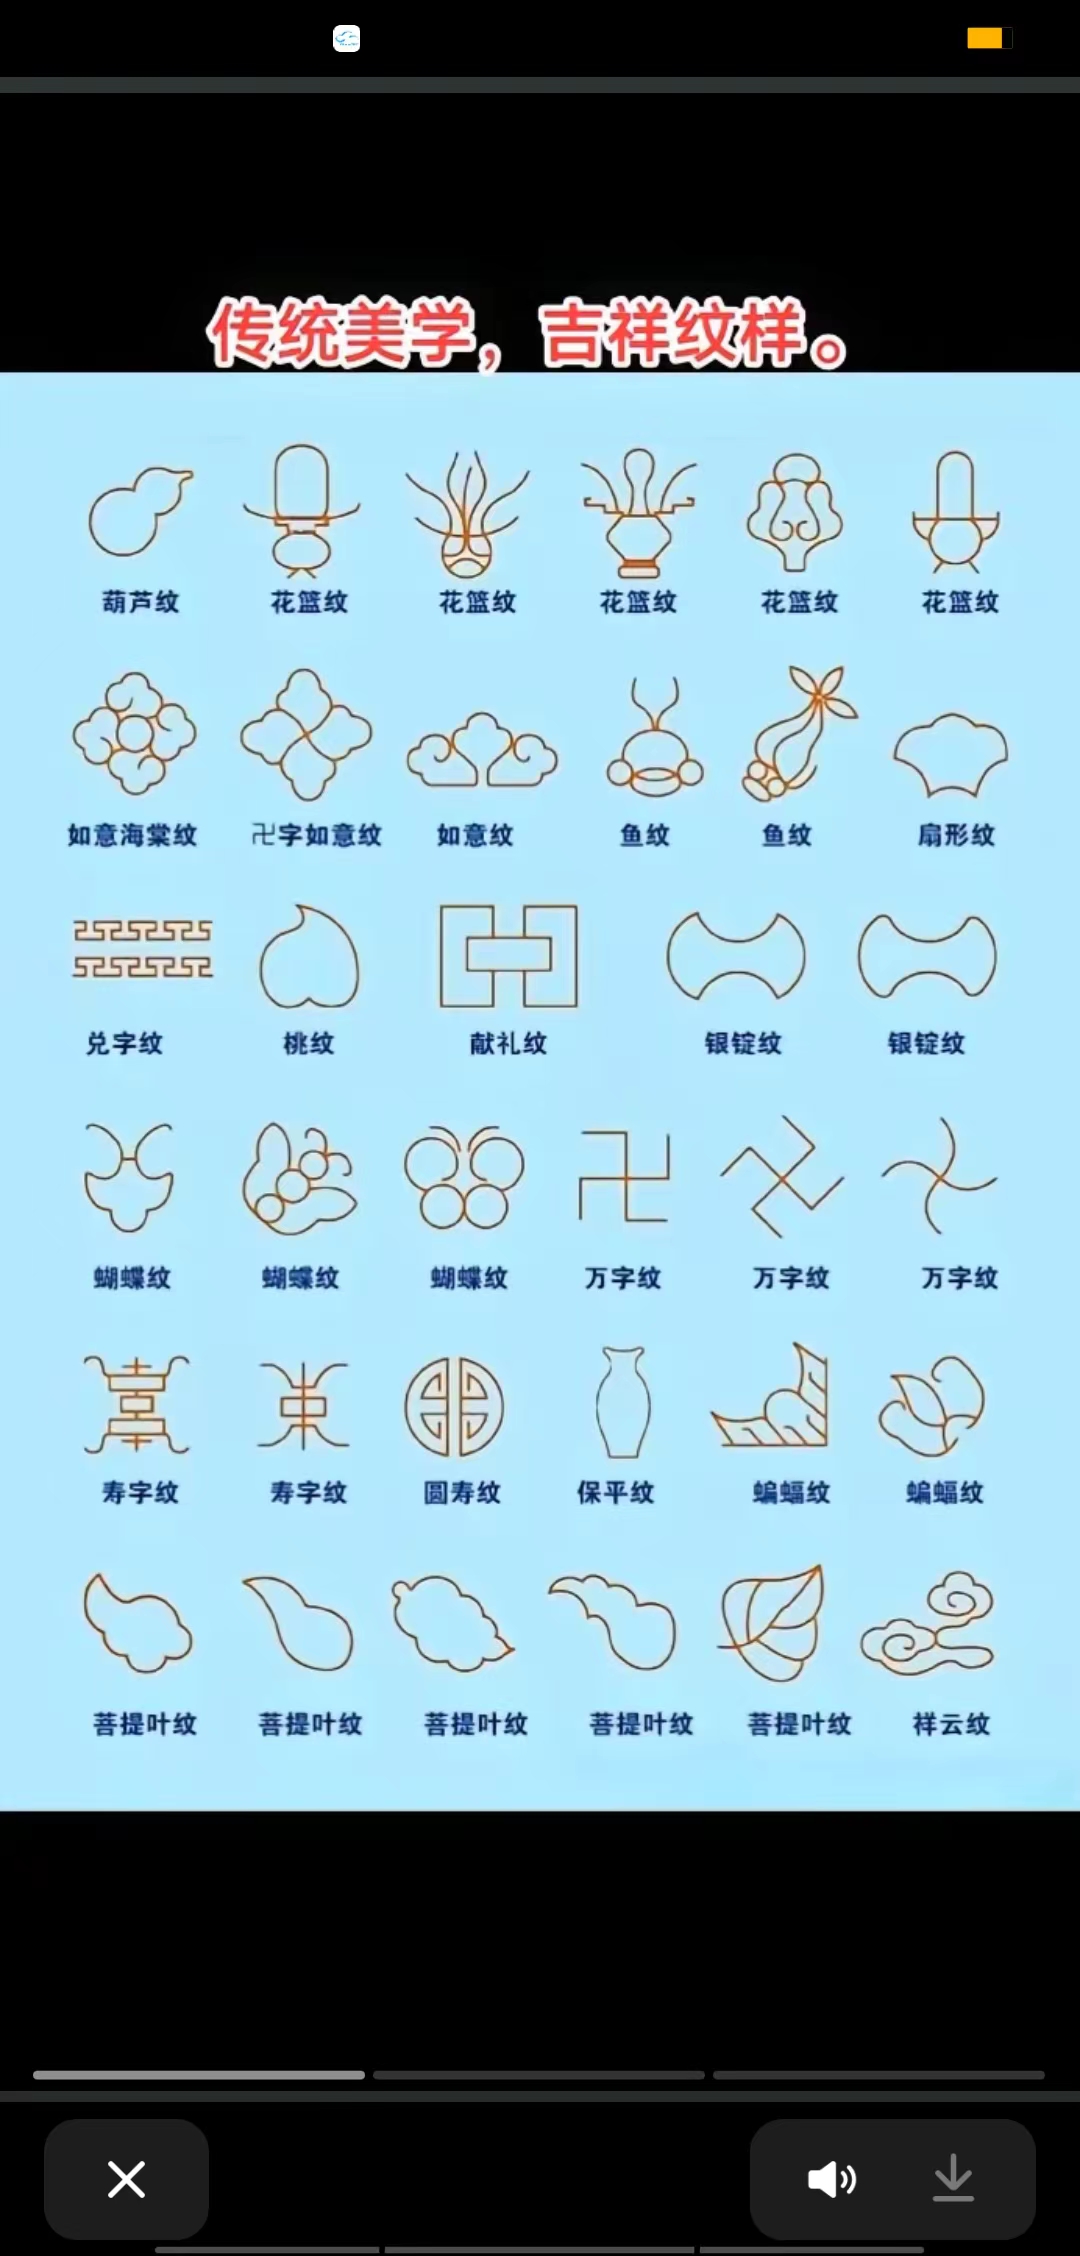 传统美学，吉祥纹样。
葫芦纹 花篮纹 花篮纹 花篮纹 花篮纹 花篮纹
如意海棠纹 卍字如意纹 如意纹 鱼纹 鱼纹 扇形纹
兑字纹 桃纹 献礼纹 银锭纹 银锭纹
蝴蝶纹 蝴蝶纹 蝴蝶纹 万字纹 万字纹 万字纹
寿字纹 寿字纹 圆寿纹 保平纹 蝙蝠纹 蝙蝠纹
菩提叶纹 菩提叶纹 菩提叶纹 菩提叶纹 菩提叶纹 祥云纹